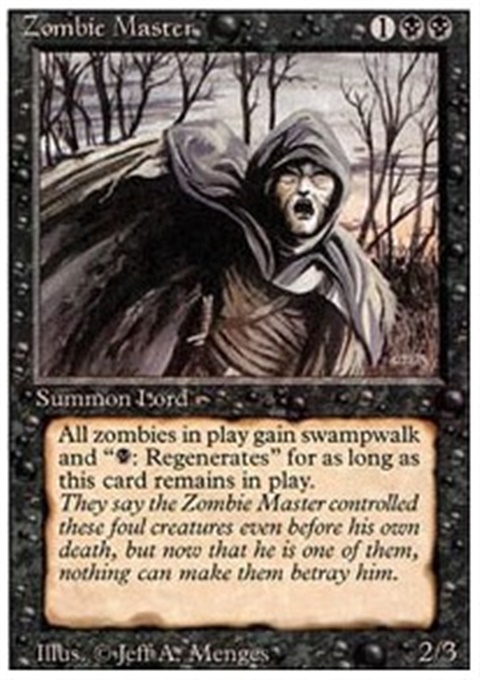 Zombie Master 1
Summon Lord
All zombies in play gain swampwalk
and “ : Regenerates” for as long as
this card remains in play.
They say the Zombie Master controlled
these foul creatures even before his own
death, but now that he is one of them,
nothing can make them betray him.
Illus. © Jeff A. Menges 2/3